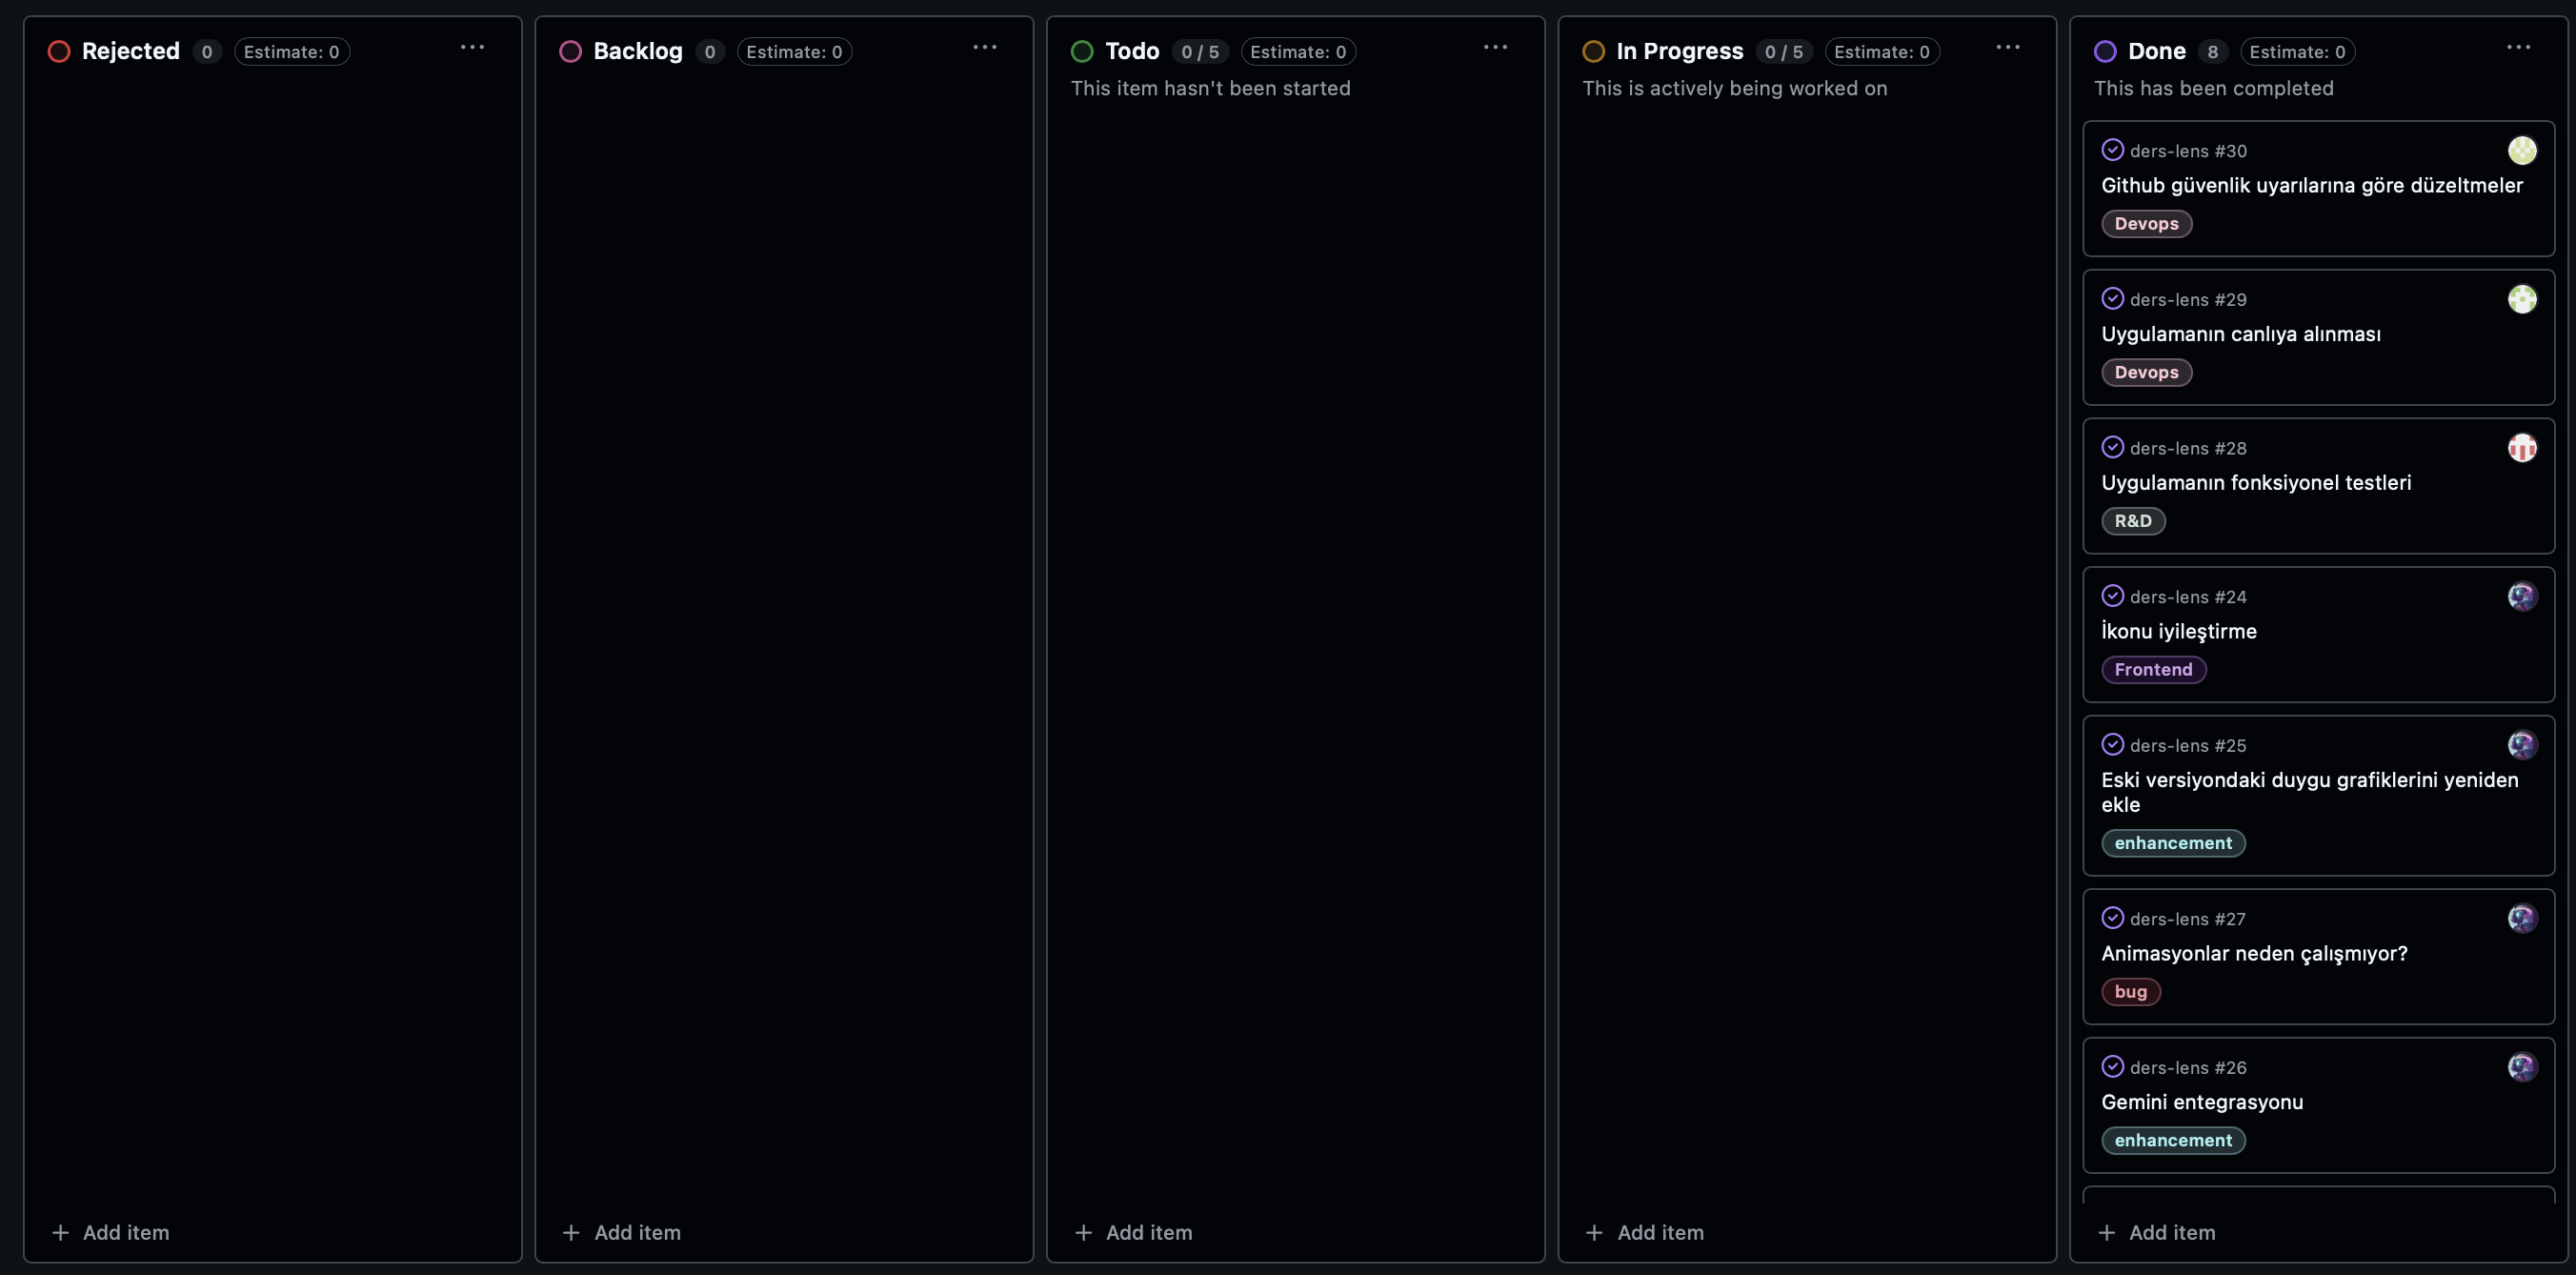 Rejected 0 Estimate: 0
Backlog 0 Estimate: 0
Todo 0 / 5 Estimate: 0
This item hasn't been started
In Progress 0 / 5 Estimate: 0
This is actively being worked on
Done 8 Estimate: 0
This has been completed
ders-lens #30
Github güvenlik uyarılarına göre düzeltmeler
Devops
ders-lens #29
Uygulamanın canlıya alınması
Devops
ders-lens #28
Uygulamanın fonksiyonel testleri
R&D
ders-lens #24
İkonu iyileştirme
Frontend
ders-lens #25
Eski versiyondaki duygu grafiklerini yeniden
ekle
enhancement
ders-lens #27
Animasyonlar neden çalışmıyor?
bug
ders-lens #26
Gemini entegrasyonu
enhancement
+ Add item
+ Add item
+ Add item
+ Add item
+ Add item